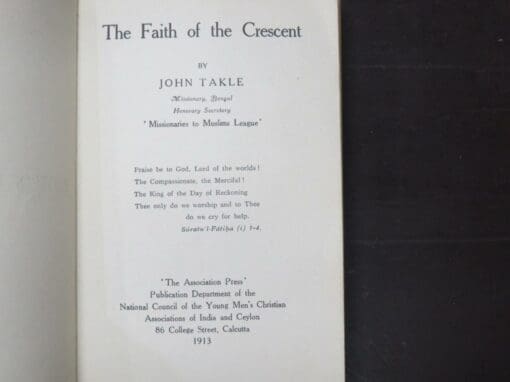 The Faith of the Crescent
BY
JOHN TAKLE
Missionary, Bengal
Honorary Secretary
'Missionaries to Muslims League'
Praise be to God, Lord of the worlds!
The Compassionate, the Merciful!
The King of the Day of Reckoning
Thee only do we worship and to Thee
do we cry for help.
Súratu'l-Fátiḥa (i) 1-4.
'The Association Press'
Publication Department of the
National Council of the Young Men's Christian
Associations of India and Ceylon
86 College Street, Calcutta
1913